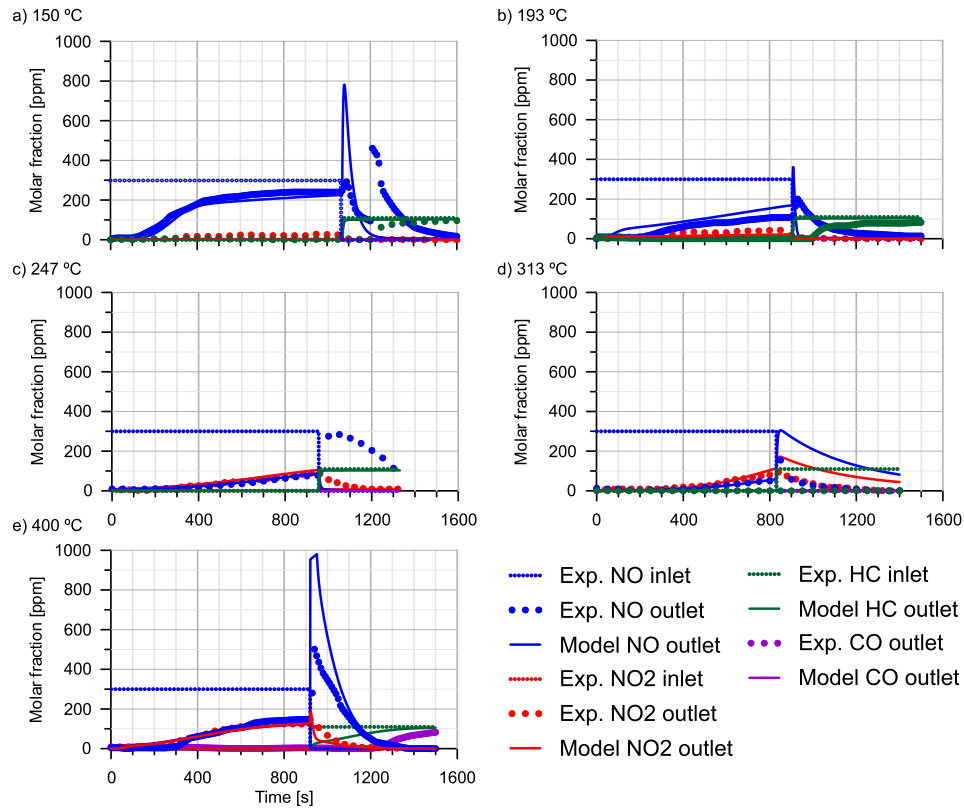 a) 150 ºC
b) 193 ºC
1000
800
600
400
200
0
Molar fraction [ppm]
0
400
800
1200
1600
1000
800
600
400
200
0
Molar fraction [ppm]
0
400
800
1200
1600
c) 247 ºC
d) 313 ºC
1000
800
600
400
200
0
Molar fraction [ppm]
0
400
800
1200
1600
1000
800
600
400
200
0
Molar fraction [ppm]
0
400
800
1200
1600
e) 400 ºC
1000
800
600
400
200
0
Molar fraction [ppm]
0
400
800
1200
1600
Time [s]
Exp. NO inlet
Exp. NO outlet
Model NO outlet
Exp. NO2 inlet
Exp. NO2 outlet
Model NO2 outlet
Exp. HC inlet
Model HC outlet
Exp. CO outlet
Model CO outlet